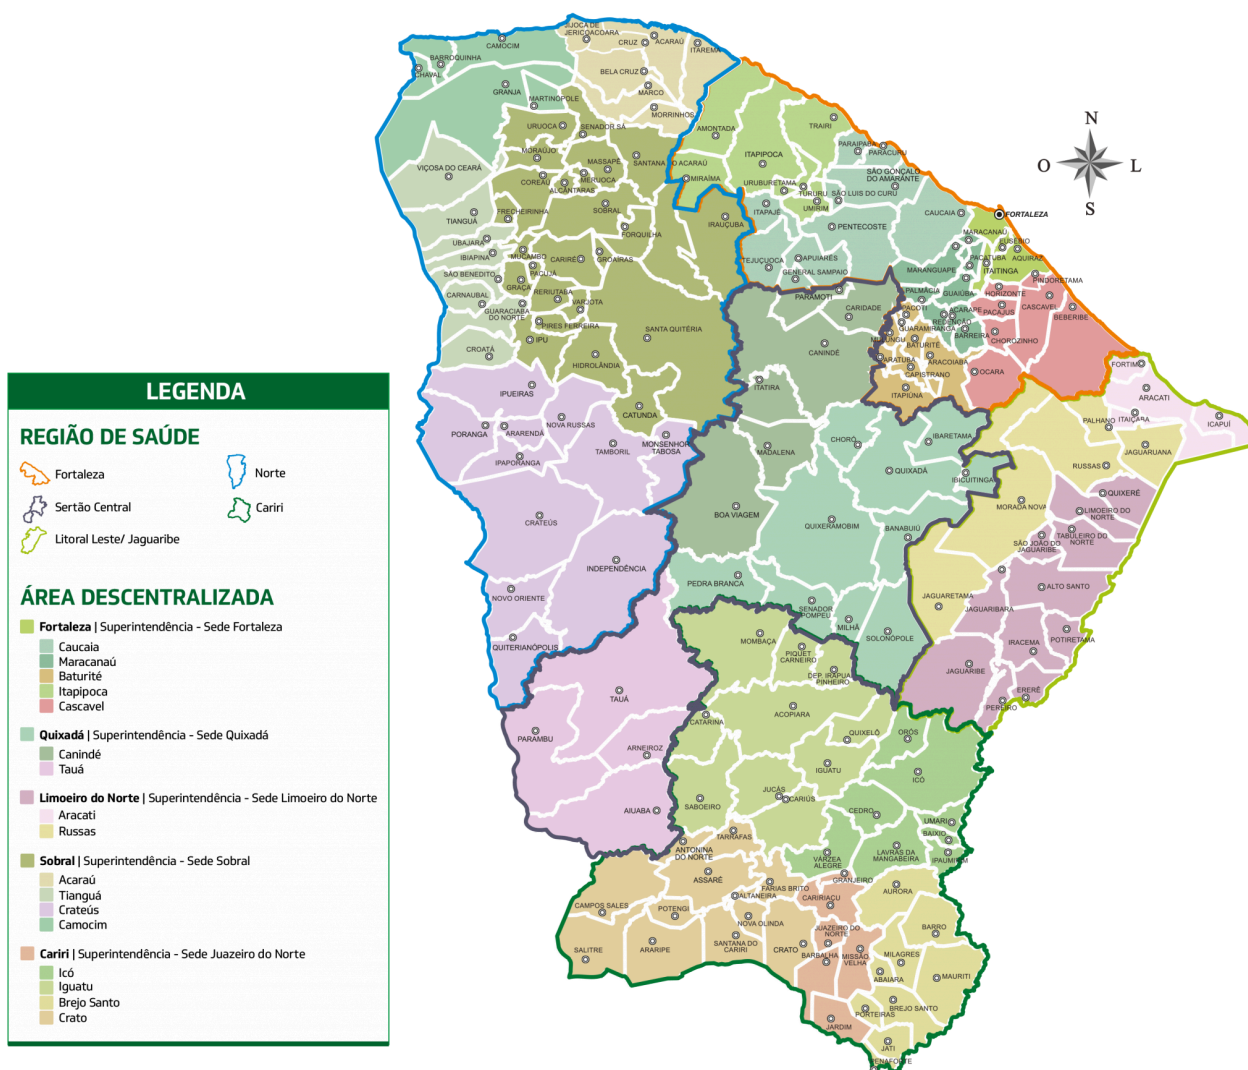 LEGENDA
REGIÃO DE SAÚDE
Fortaleza
Norte
Sertão Central
Cariri
Litoral Leste/ Jaguaribe
ÁREA DESCENTRALIZADA
Fortaleza | Superintendência - Sede Fortaleza
Caucaia
Maracanaú
Baturité
Itapipoca
Cascavel
Quixadá | Superintendência - Sede Quixadá
Canindé
Tauá
Limoeiro do Norte | Superintendência - Sede Limoeiro do Norte
Aracati
Russas
Sobral | Superintendência - Sede Sobral
Acaraú
Tianguá
Crateús
Camocim
Cariri | Superintendência - Sede Juazeiro do Norte
Icó
Iguatu
Brejo Santo
Crato
N
O
L
S
JIJOCA DE
JERICOACOARA
CRUZ
ACARAÚ
ITAREMA
CAMOCIM
BARROQUINHA
CHAVAL
BELA CRUZ
GRANJA
MARCO
MARTINÓPOLE
MORRINHOS
URUOCA
SENADOR SÁ
AMONTADA
TRAIRI
MORAÚJO
MASSAPÊ
SANTANA
O ACARAÚ
ITAPIPOCA
PARAIPABA
PARACURU
VIÇOSA DO CEARÁ
COREAÚ
MERUOCA
ALCÂNTARAS
MIRAÍMA
SÃO GONÇALO
DO AMARANTE
URUBURETAMA
TURURU
SÃO LUIS DO CURU
UMIRIM
ITAPAJÉ
TIANGUÁ
FRECHEIRINHA
SOBRAL
IRAUÇUBA
CAUCAIA
FORTALEZA
FORQUILHA
PENTECOSTE
MARACANAÚ
UBAJARA
EUSÉBIO
IBIAPINA
MUCAMBO
CARIRÉ
GROAÍRAS
PACATUBA
AQUIRAZ
TEJUÇUOCA
APUIARÉS
MARANGUAPE
ITAITINGA
PACUJÁ
SÃO BENEDITO
GENERAL SAMPAIO
PINDORETAMA
GRAÇA
RERIUTABA
PALMÁCIA
GUAIÚBA
HORIZONTE
CARNAUBAL
VARJOTA
PARAMOTI
GUARACIABA
DO NORTE
CARIDADE
PACOTI
ACARAPE
PACAJUS
CASCAVEL
BEBERIBE
REDENÇÃO
PIRES FERREIRA
SANTA QUITÉRIA
GUARAMIRANGA
MULUNGU
BARREIRA
CHOROZINHO
IPU
CANINDÉ
BATURITÉ
CROATÁ
ARATUBA
ARACOIABA
HIDROLÂNDIA
CAPISTRANO
OCARA
FORTIM
IPUEIRAS
ITATIRA
ITAPIÚNA
ARACATI
CATUNDA
ITAIÇARA
ICAPUÍ
PORANGA
ARARENDÁ
NOVA RUSSAS
PALHANO
TAMBORIL
MONSENHOR
TABOSA
CHORÓ
IBARETAMA
JAGUARUANA
MADALENA
IPAPORANGA
QUIXADÁ
RUSSAS
IBICUITINGA
QUIXERÉ
CRATEÚS
BOA VIAGEM
MORADA NOVA
LIMOEIRO DO
NORTE
QUIXERAMOBIM
BANABUIÚ
TABULEIRO DO
NORTE
SÃO JOÃO DO
JAGUARIBE
INDEPENDÊNCIA
PEDRA BRANCA
ALTO SANTO
NOVO ORIENTE
SENADOR
POMPEU
JAGUARETAMA
JAGUARIBARA
MILHÃ
SOLONÓPOLE
QUITERIANÓPOLIS
MOMBAÇA
PIQUET
CARNEIRO
POTIRETAMA
IRACEMA
JAGUARIBE
DEP. IRAPUA
PINHEIRO
TAUÁ
ERERÊ
PEREIRO
CATARINA
ACOPIARA
PARAMBU
ARNEIROZ
QUIXELÔ
ORÓS
IGUATU
ICÓ
AIUABA
SABOEIRO
JUCÁS
CARIÚS
CEDRO
UMARI
TARRAFAS
BAIXIO
ANTONINA
DO NORTE
VÁRZEA
ALEGRE
LAVRAS DA
MANGABEIRA
IPAUMIRIM
ASSARÉ
GRANJEIRO
FARIAS BRITO
AURORA
ALTANEIRA
CARIRIAÇU
CAMPOS SALES
POTENGI
NOVA OLINDA
JUAZEIRO DO
NORTE
BARRO
SALITRE
ARARIPE
SANTANA DO
CARIRI
CRATO
BARBALHA
MISSÃO
VELHA
MILAGRES
ABAIARA
MAURITI
BREJO SANTO
PORTEIRAS
JARDIM
JATI
PENAFORTE